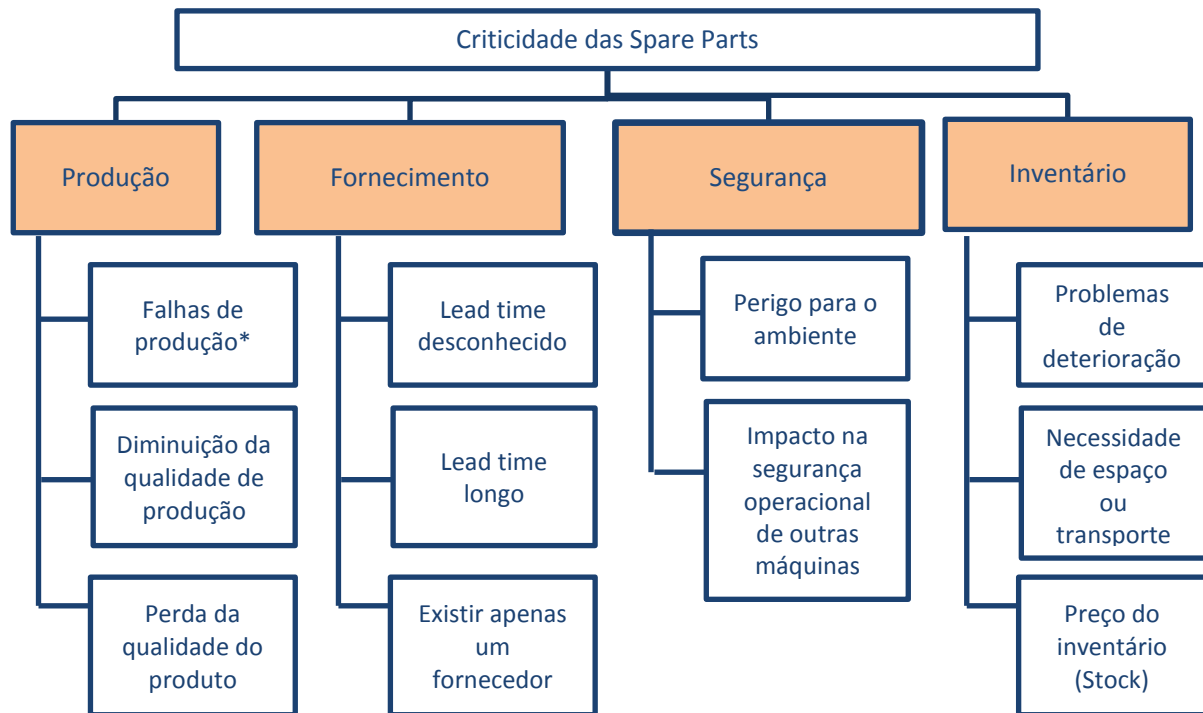 Criticidade das Spare Parts
Produção
Fornecimento
Segurança
Inventário
Falhas de
produção*
Diminuição da
qualidade de
produção
Perda da
qualidade do
produto
Lead time
desconhecido
Lead time
longo
Existir apenas
um
fornecedor
Perigo para o
ambiente
Impacto na
segurança
operacional
de outras
máquinas
Problemas
de
deterioração
Necessidade
de espaço
ou
transporte
Preço do
inventário
(Stock)